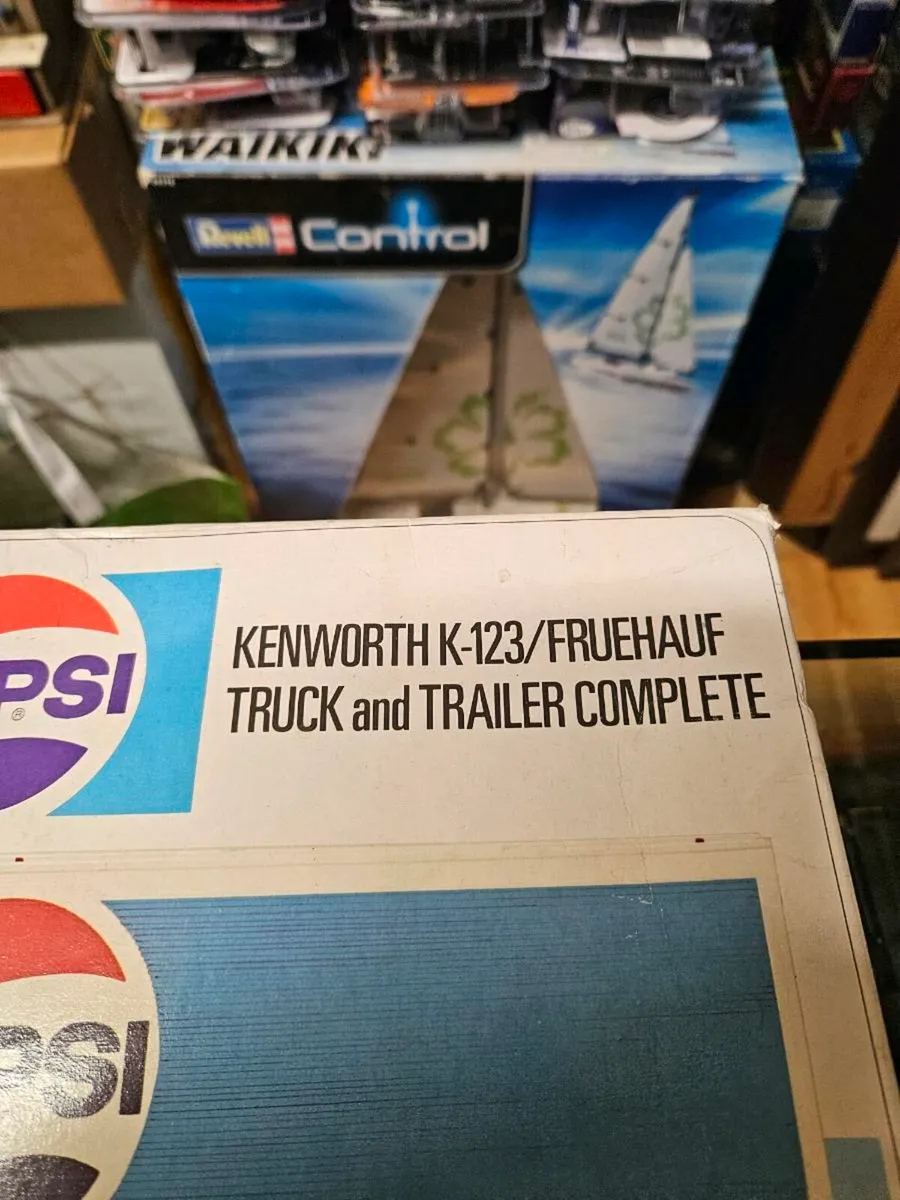 WAIKIKI
Revell
Control
PSI
®
KENWORTH K-123/FRUEHAUF
TRUCK and TRAILER COMPLETE
PSI